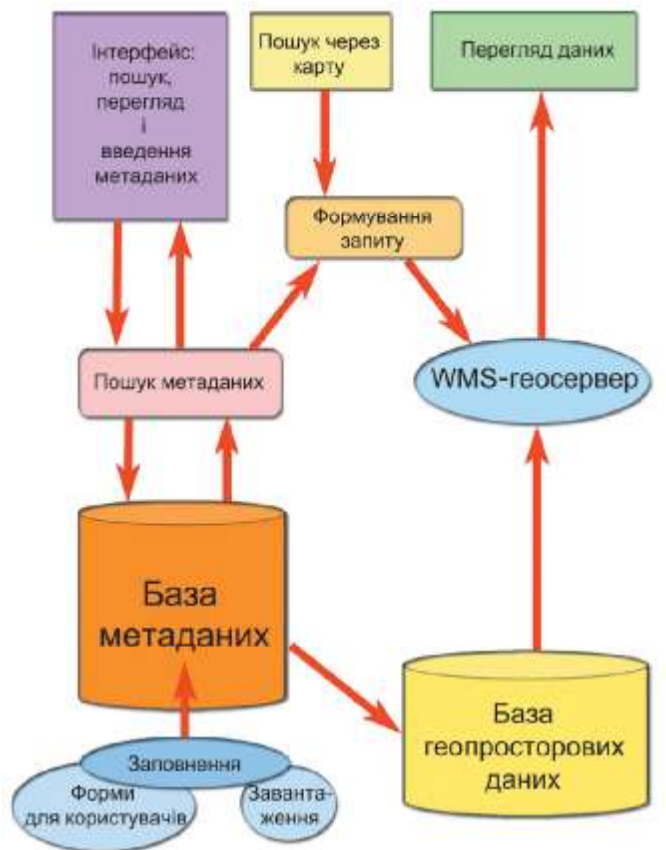 Інтерфейс:
пошук,
перегляд
і
введення
метаданих
Пошук через
карту
Перегляд даних
Формування
запиту
Пошук метаданих
WMS-геосервер
База
метаданих
База
геопросторових
даних
Заповнення
Форми
для користувачів
Заванта-
ження